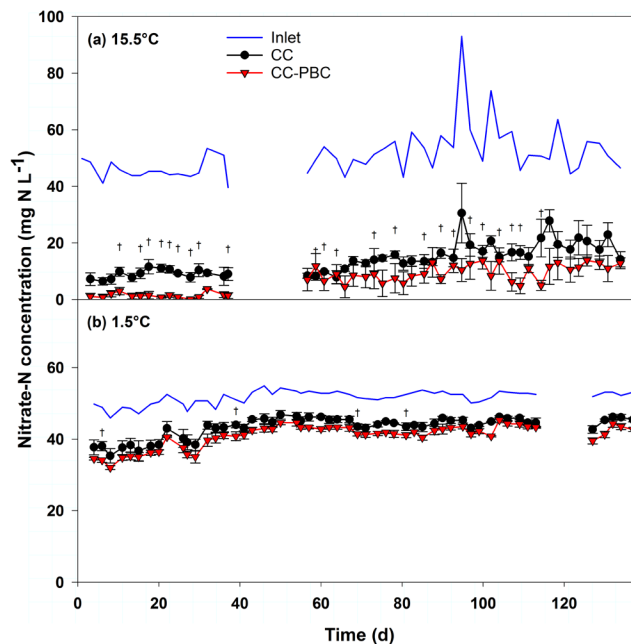 100
(a) 15.5°C
Inlet
CC
CC-PBC
80
60
40
20
0
† † † † † † † † † † † † † † † † † † † † † †
Nitrate-N concentration (mg N L-1)
(b) 1.5°C
60
40
20
0
† † † †
0 20 40 60 80 100 120
Time (d)